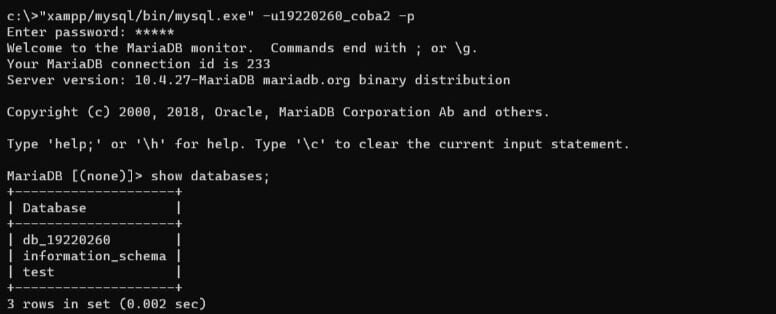 c:\>"xampp/mysql/bin/mysql.exe" -u19220260_coba2 -p
Enter password: *****
Welcome to the MariaDB monitor.  Commands end with ; or \g.
Your MariaDB connection id is 233
Server version: 10.4.27-MariaDB mariadb.org binary distribution

Copyright (c) 2000, 2018, Oracle, MariaDB Corporation Ab and others.

Type 'help;' or '\h' for help. Type '\c' to clear the current input statement.

MariaDB [(none)]> show databases;
+--------------------+
| Database           |
+--------------------+
| db_19220260        |
| information_schema |
| test               |
+--------------------+
3 rows in set (0.002 sec)